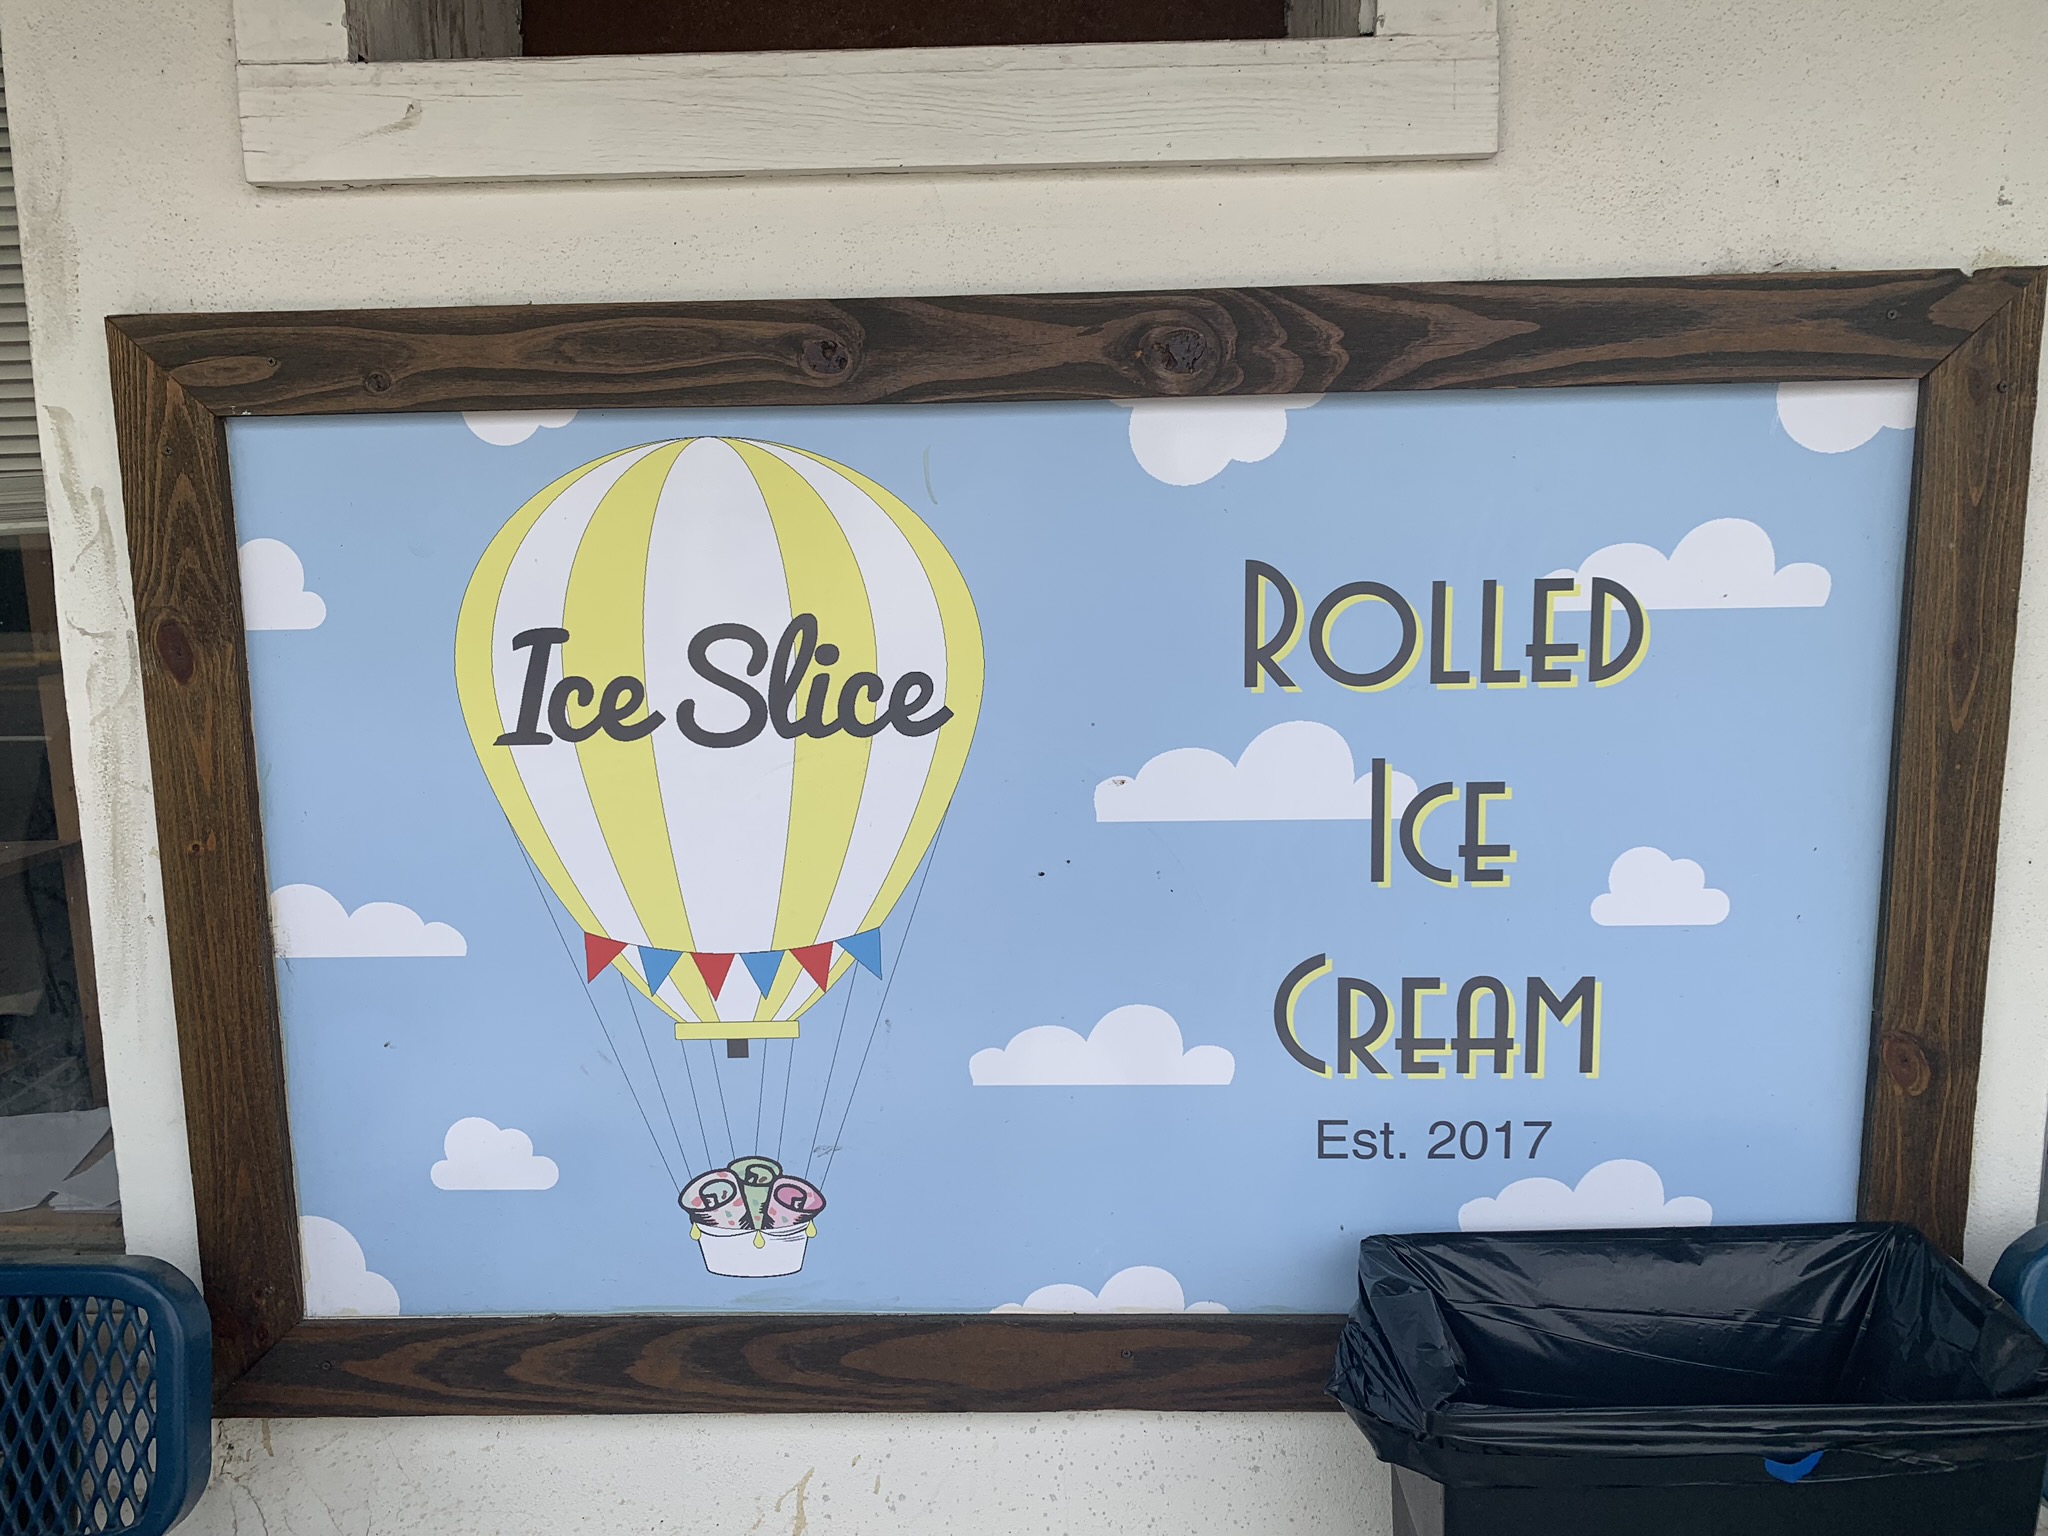 Ice Slice
ROLLED
ICE
CREAM
Est. 2017